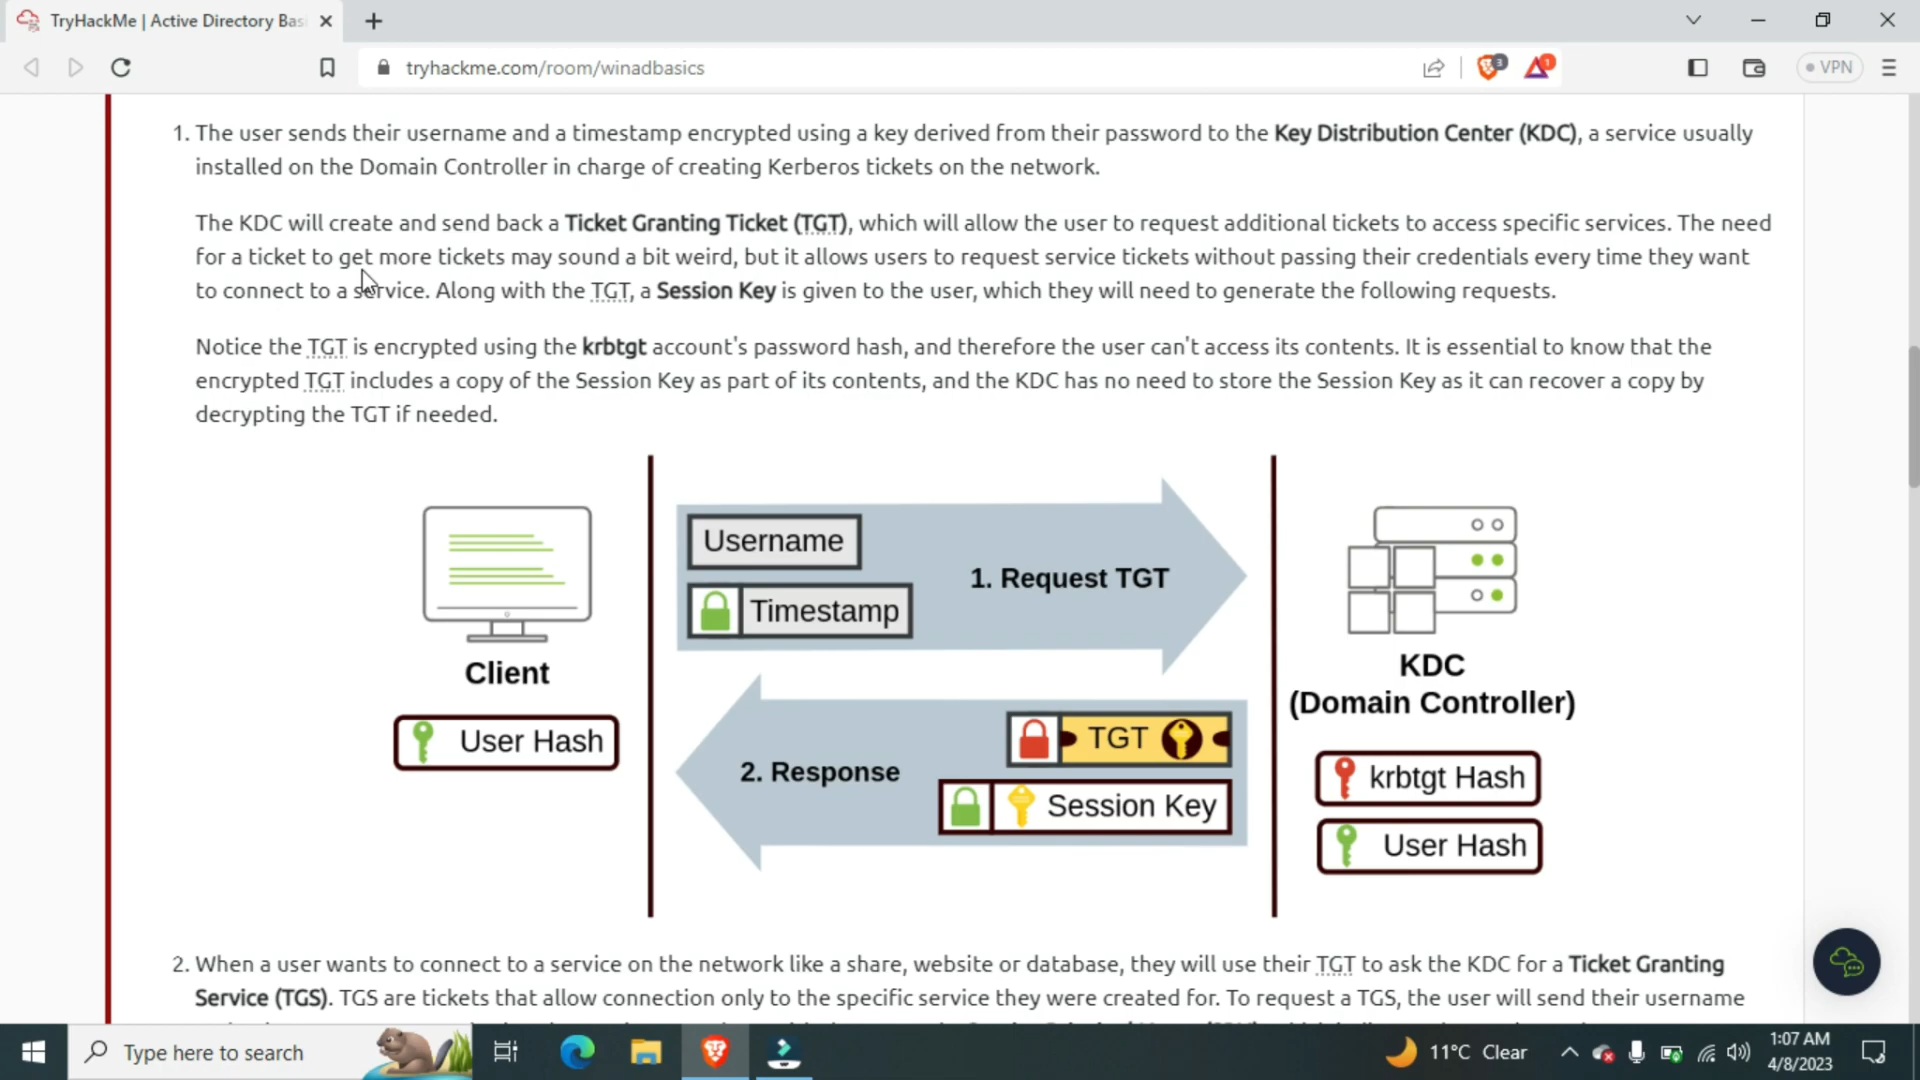 TryHackMe | Active Directory Bas
tryhackme.com/room/winadbasics
3
1
VPN
1. The user sends their username and a timestamp encrypted using a key derived from their password to the Key Distribution Center (KDC), a service usually
installed on the Domain Controller in charge of creating Kerberos tickets on the network.
The KDC will create and send back a Ticket Granting Ticket (TGT), which will allow the user to request additional tickets to access specific services. The need
for a ticket to get more tickets may sound a bit weird, but it allows users to request service tickets without passing their credentials every time they want
to connect to a service. Along with the TGT, a Session Key is given to the user, which they will need to generate the following requests.
Notice the TGT is encrypted using the krbtgt account's password hash, and therefore the user can't access its contents. It is essential to know that the
encrypted TGT includes a copy of the Session Key as part of its contents, and the KDC has no need to store the Session Key as it can recover a copy by
decrypting the TGT if needed.
Username
1. Request TGT
Timestamp
Client
User Hash
KDC
(Domain Controller)
TGT
2. Response
Session Key
krbtgt Hash
User Hash
2. When a user wants to connect to a service on the network like a share, website or database, they will use their TGT to ask the KDC for a Ticket Granting
Service (TGS). TGS are tickets that allow connection only to the specific service they were created for. To request a TGS, the user will send their username
Type here to search
11°C Clear
1:07 AM
4/8/2023